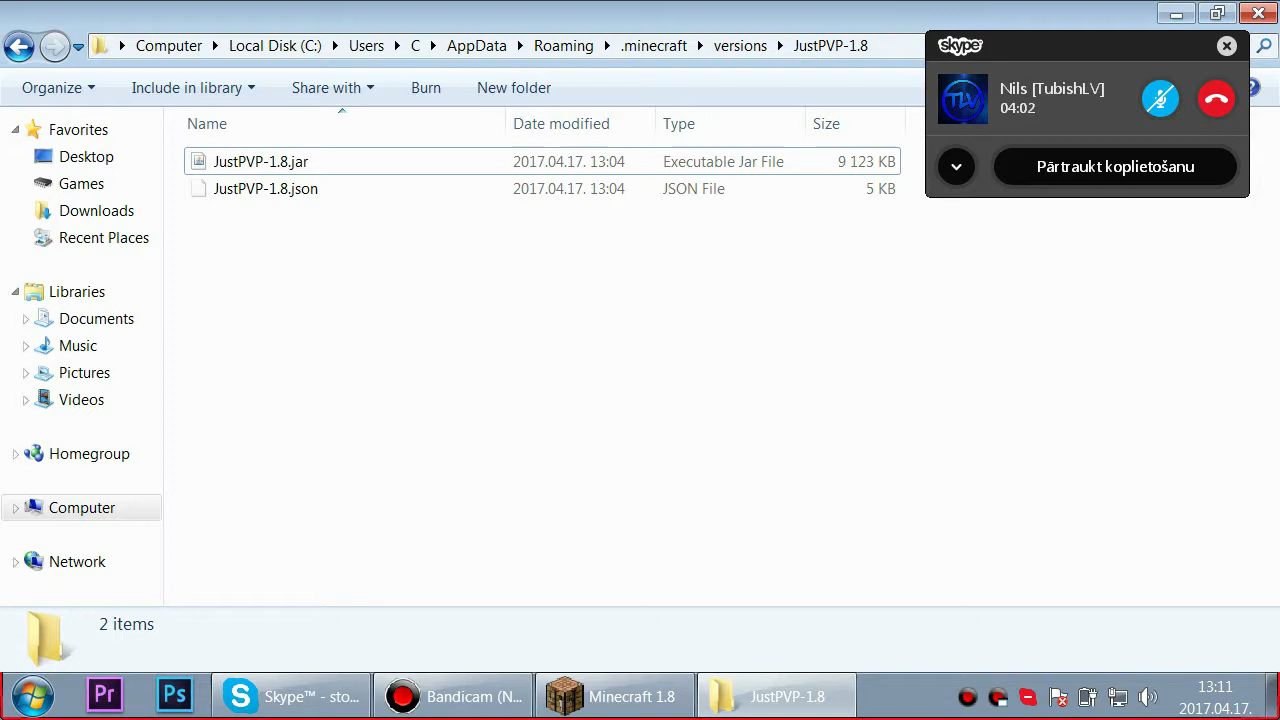 Computer Local Disk (C:) Users C AppData Roaming .minecraft versions JustPVP-1.8
Organize Include in library Share with Burn New folder
Name Date modified Type Size
JustPVP-1.8.jar 2017.04.17. 13:04 Executable Jar File 9 123 KB
JustPVP-1.8.json 2017.04.17. 13:04 JSON File 5 KB
Favorites
Desktop
Games
Downloads
Recent Places
Libraries
Documents
Music
Pictures
Videos
Homegroup
Computer
Network
2 items
skype
TLV
Nils [TubishLV]
04:02
Pārtraukt koplietošanu
Pr
Ps
Skype™ - sto...
Bandicam (N...
Minecraft 1.8
JustPVP-1.8
13:11
2017.04.17.